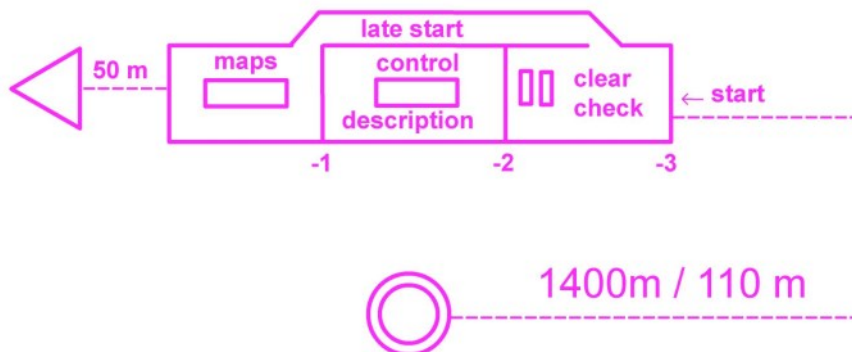 late start
50 m
maps
control
description
clear
check
← start
-1
-2
-3
1400m / 110 m